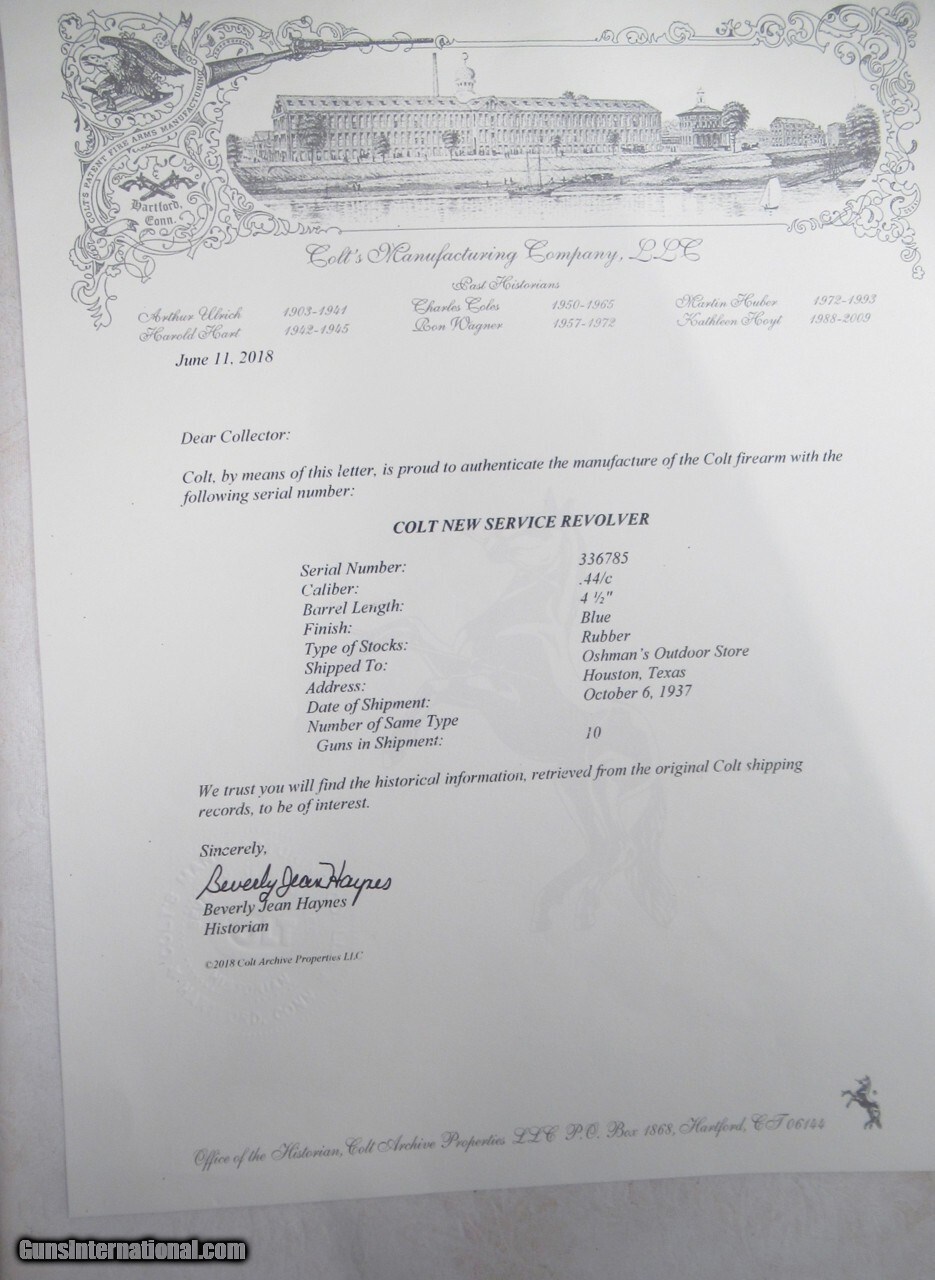 COLT'S PATENT FIRE ARMS MANUFACTURING
Hartford,
Conn.
Colt's Manufacturing Company, LLC
Past Historians
Arthur Ulrich 1903-1941 Charles Coles 1950-1965 Martin Huber 1972-1993
Harold Hart 1942-1945 Ron Wagner 1957-1972 Kathleen Hoyt 1988-2009
June 11, 2018
Dear Collector:
Colt, by means of this letter, is proud to authenticate the manufacture of the Colt firearm with the
following serial number:
COLT NEW SERVICE REVOLVER
Serial Number: 336785
Caliber: .44/c
Barrel Length: 4 ½"
Finish: Blue
Type of Stocks: Rubber
Shipped To: Oshman's Outdoor Store
Address: Houston, Texas
Date of Shipment: October 6, 1937
Number of Same Type
Guns in Shipment: 10
We trust you will find the historical information, retrieved from the original Colt shipping
records, to be of interest.
Sincerely,
Beverly Jean Haynes
Beverly Jean Haynes
Historian
©2018 Colt Archive Properties LLC
Office of the Historian, Colt Archive Properties LLC P.O. Box 1868, Hartford, CT 06144
GunsInternational.com